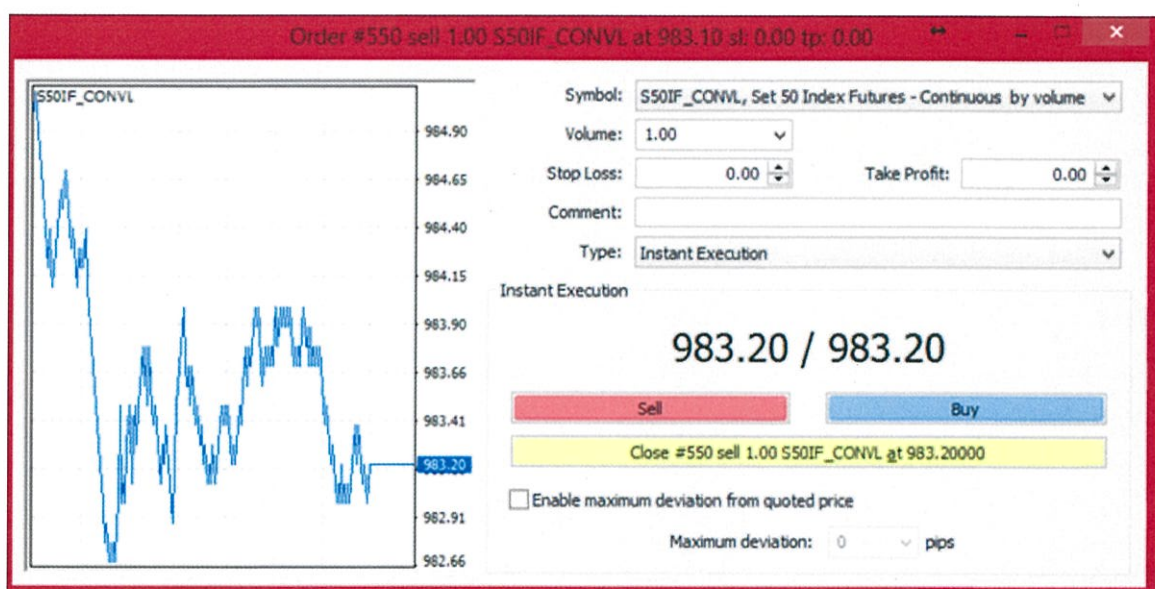 Order #550 sell 1.00 S50IF_CONVL at 983.10 sl: 0.00 tp: 0.00
S50IF_CONVL
984.90
984.65
984.40
984.15
983.90
983.66
983.41
983.20
982.91
982.66
Symbol: S50IF_CONVL, Set 50 Index Futures - Continuous by volume
Volume: 1.00
Stop Loss: 0.00 Take Profit: 0.00
Comment:
Type: Instant Execution
Instant Execution
983.20 / 983.20
Sell Buy
Close #550 sell 1.00 S50IF_CONVL at 983.20000
Enable maximum deviation from quoted price
Maximum deviation: 0 pips